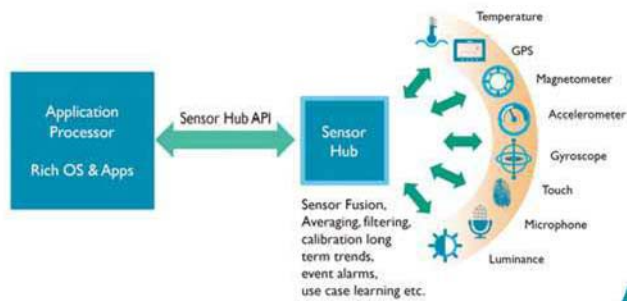 Application
Processor
Rich OS & Apps
Sensor Hub API
Sensor
Hub
Sensor Fusion,
Averaging, filtering,
calibration long
term trends,
event alarms,
use case learning etc.
Temperature
GPS
Magnetometer
Accelerometer
Gyroscope
Touch
Microphone
Luminance